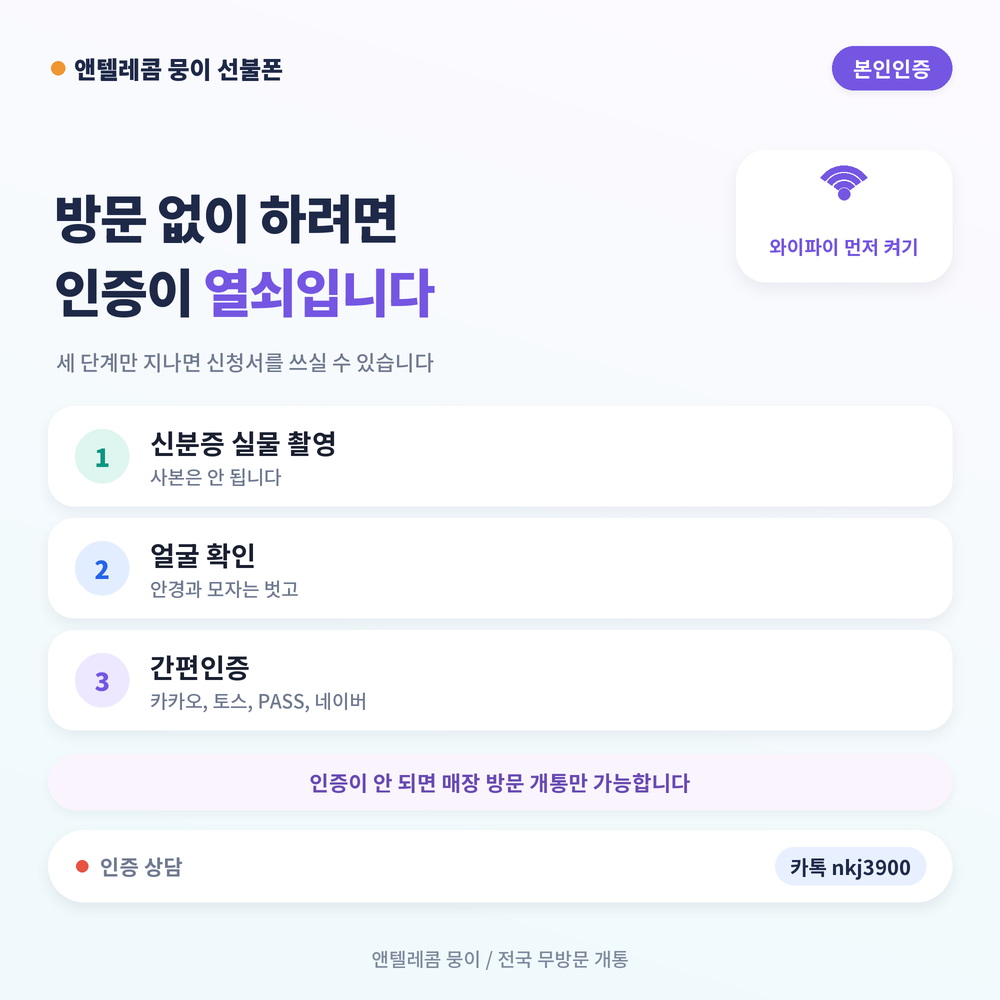 앤텔레콤 뭉이 선불폰
본인인증
와이파이 먼저 켜기
방문 없이 하려면
인증이 열쇠입니다
세 단계만 지나면 신청서를 쓰실 수 있습니다
1
신분증 실물 촬영
사본은 안 됩니다
2
얼굴 확인
안경과 모자는 벗고
3
간편인증
카카오, 토스, PASS, 네이버
인증이 안 되면 매장 방문 개통만 가능합니다
인증 상담
카톡 nkj3900
앤텔레콤 뭉이 / 전국 무방문 개통